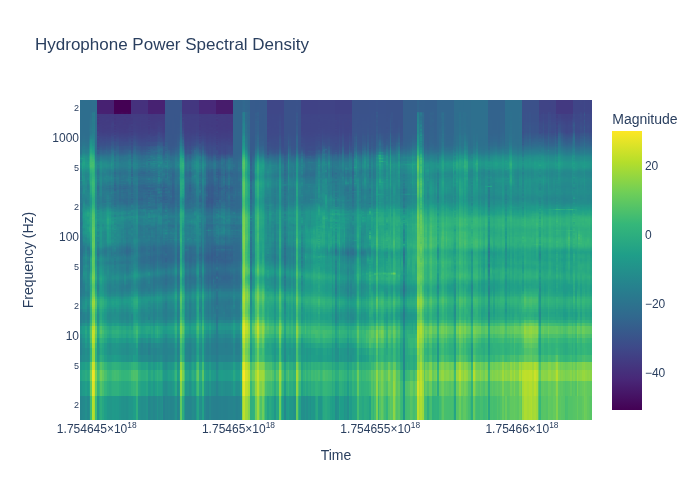 Hydrophone Power Spectral Density
Magnitude
2
1000
5
2
100
5
2
10
5
2
Frequency (Hz)
20
0
−20
−40
1.754645×10¹⁸ 1.75465×10¹⁸ 1.754655×10¹⁸ 1.75466×10¹⁸
Time